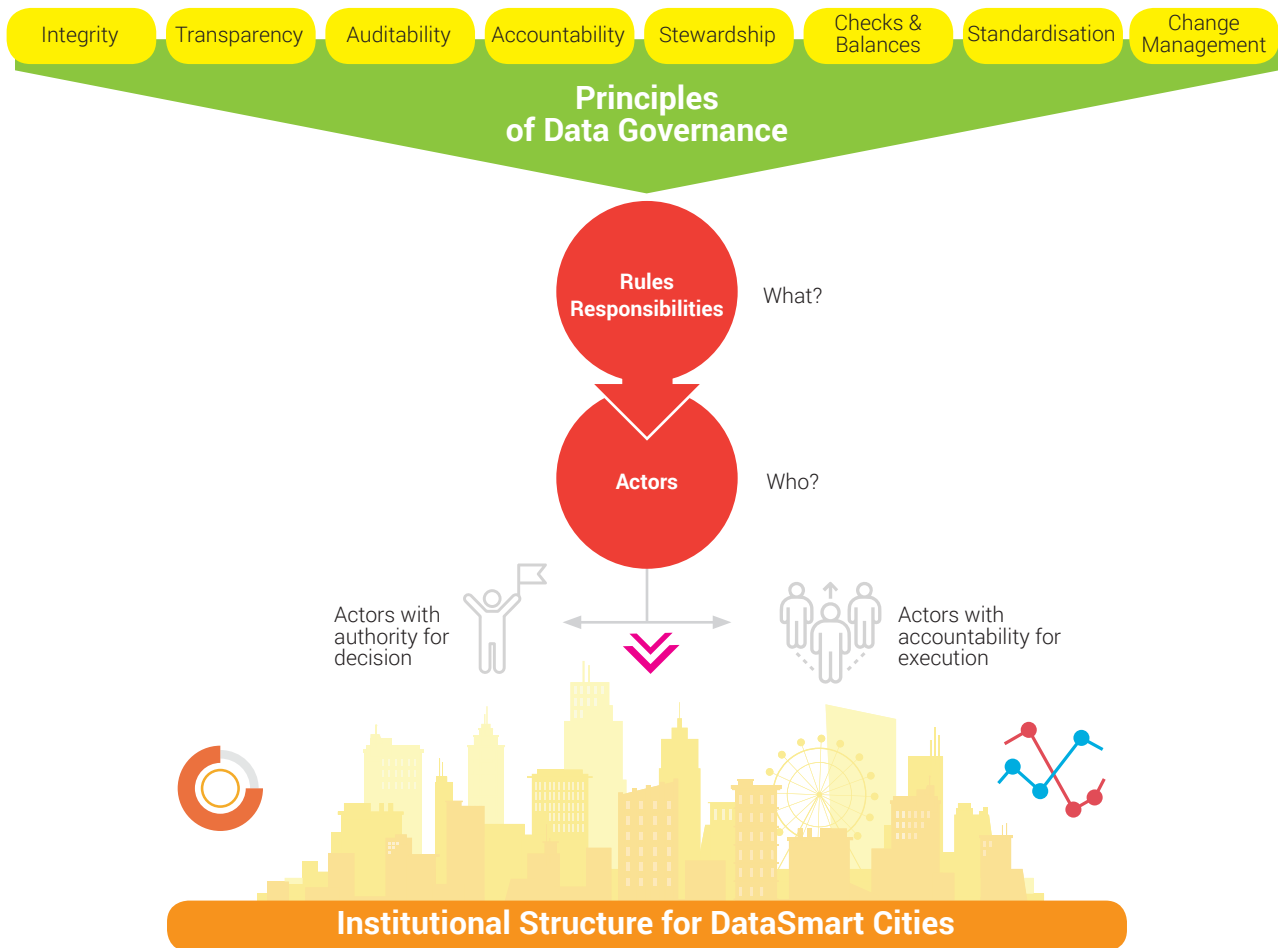 Integrity
Transparency
Auditability
Accountability
Stewardship
Checks &
Balances
Standardisation
Change
Management
Principles
of Data Governance
Rules
Responsibilities
What?
Actors
Who?
Actors with
authority for
decision
Actors with
accountability for
execution
Institutional Structure for DataSmart Cities